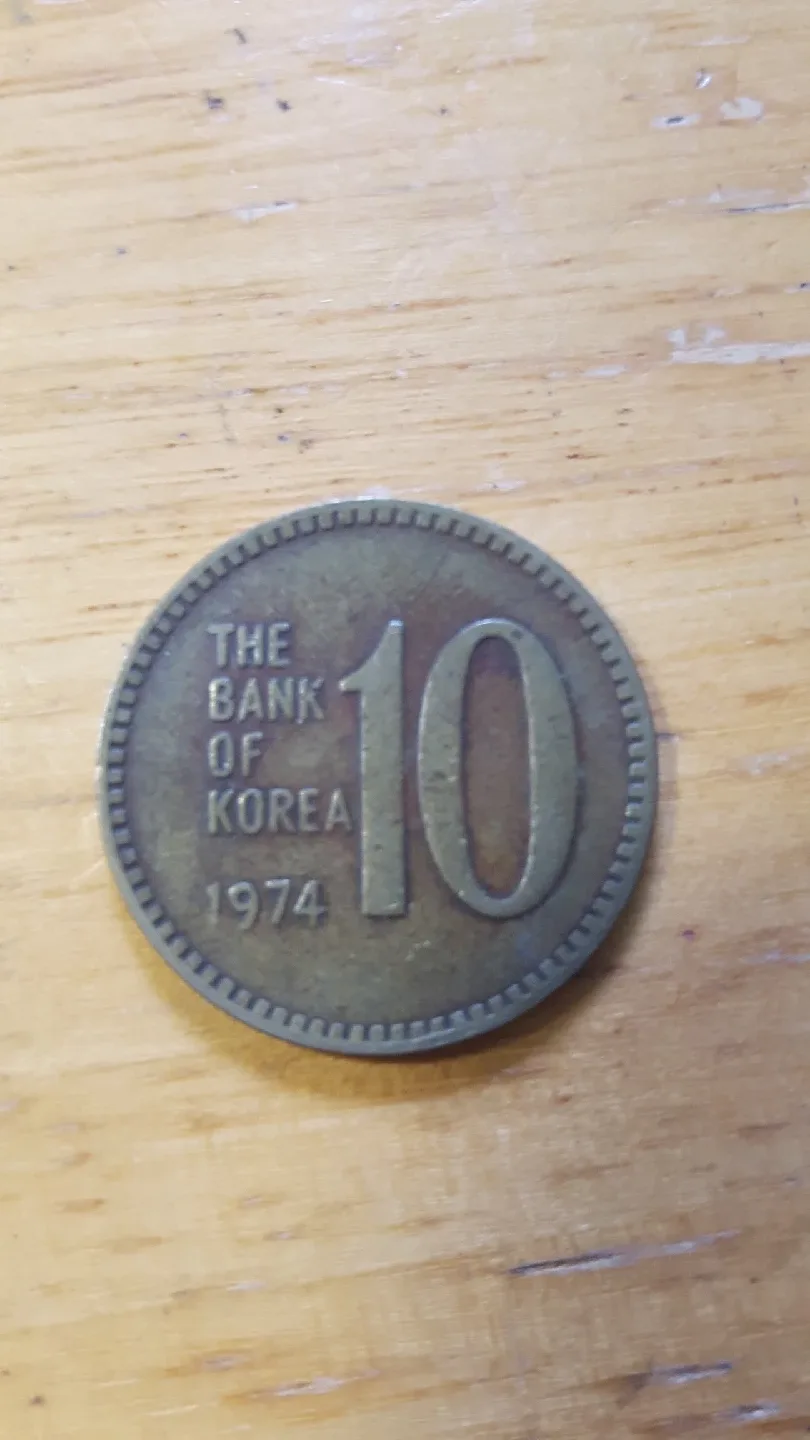 THE
BANK
OF
KOREA
1974
10